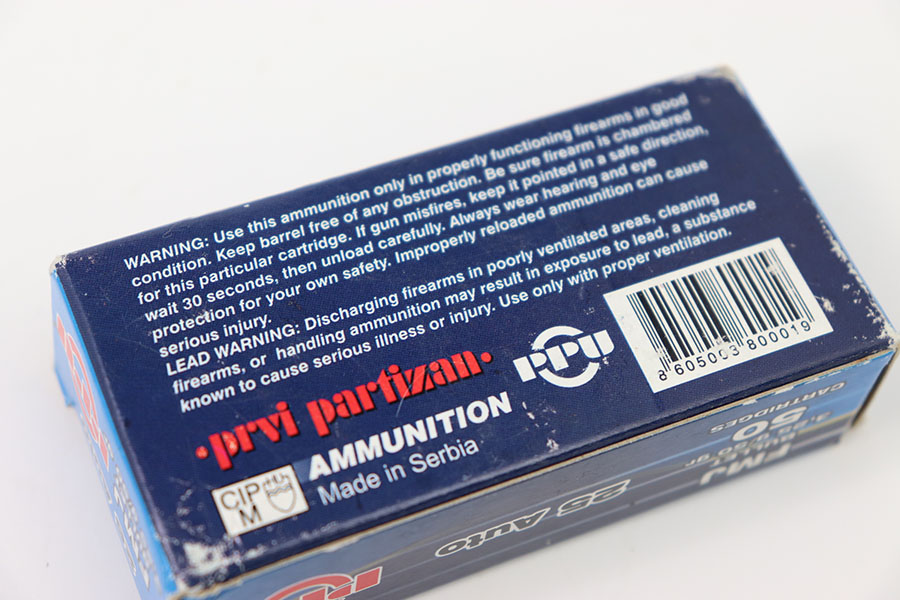 WARNING: Use this ammunition only in properly functioning firearms in good
condition. Keep barrel free of any obstruction. Be sure firearm is chambered
for this particular cartridge. If gun misfires, keep it pointed in a safe direction,
wait 30 seconds, then unload carefully. Always wear hearing and eye
protection for your own safety. Improperly reloaded ammunition can cause
serious injury.
LEAD WARNING: Discharging firearms in poorly ventilated areas, cleaning
firearms, or handling ammunition may result in exposure to lead, a substance
known to cause serious illness or injury. Use only with proper ventilation.
prvi partizan
PPU
8605003800019
AMMUNITION
Made in Serbia
CIP
M
50
CARTRIDGES
FMJ
25 Auto